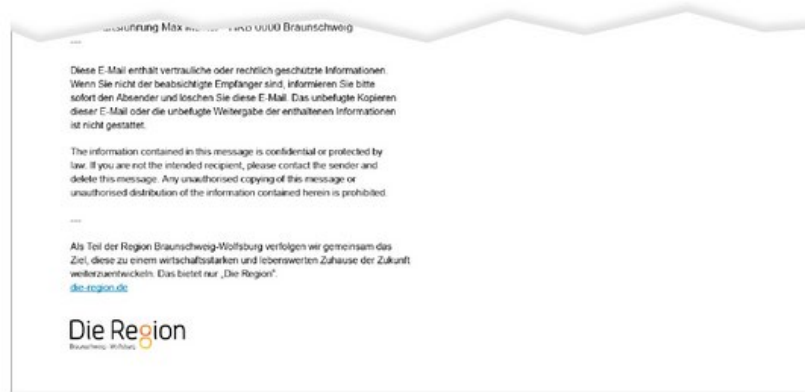 Max
0000 Braunschweig
---
Diese E-Mail enthält vertrauliche oder rechtlich geschützte Informationen.
Wenn Sie nicht der beabsichtigte Empfänger sind, informieren Sie bitte
sofort den Absender und löschen Sie diese E-Mail. Das unbefugte Kopieren
dieser E-Mail oder die unbefugte Weitergabe der enthaltenen Informationen
ist nicht gestattet.
The information contained in this message is confidential or protected by
law. If you are not the intended recipient, please contact the sender and
delete this message. Any unauthorised copying of this message or
unauthorised distribution of the information contained herein is prohibited.
---
Als Teil der Region Braunschweig-Wolfsburg verfolgen wir gemeinsam das
Ziel, diese zu einem wirtschaftsstarken und lebenswerten Zuhause der Zukunft
weiterzuentwickeln. Das bietet nur „Die Region“.
die-region.de
Die Region
Braunschweig-Wolfsburg